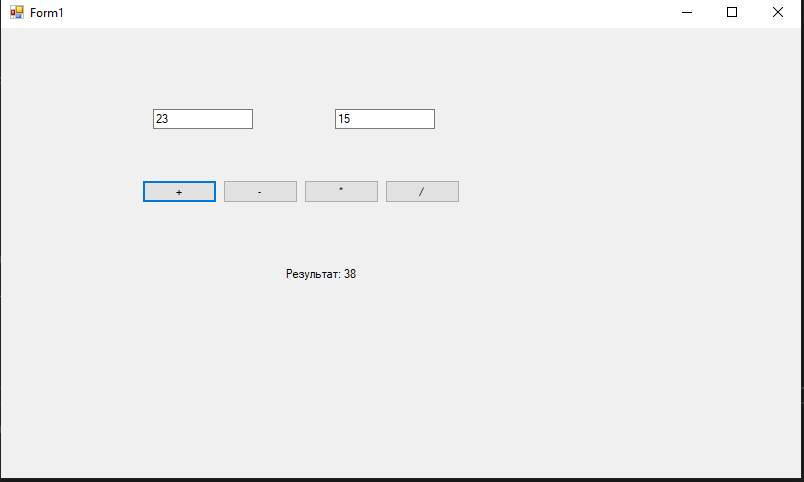 Form1
23 15
+ - * /
Результат: 38